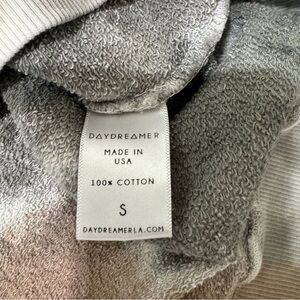 DAYDREAMER
MADE IN
USA
100% COTTON
S
DAYDREAMERLA.COM